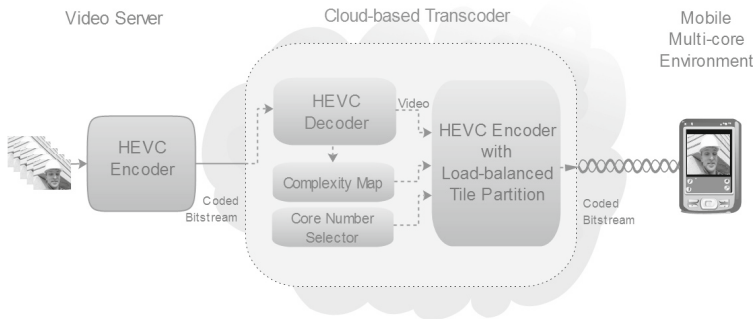 Video Server
Cloud-based Transcoder
Mobile
Multi-core
Environment
HEVC
Encoder
Coded
Bitstream
HEVC
Decoder
Video
Complexity Map
Core Number
Selector
HEVC Encoder
with
Load-balanced
Tile Partition
Coded
Bitstream